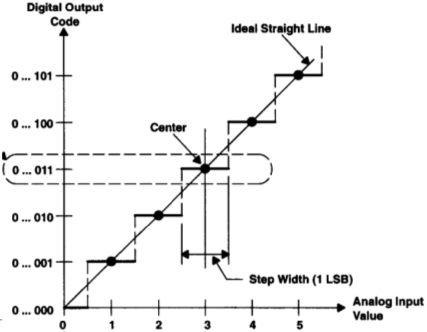 Digital Output
Code
Ideal Straight Line
0 ... 101
0 ... 100
Center
0 ... 011
0 ... 010
0 ... 001
Step Width (1 LSB)
0 ... 000
Analog Input
Value
0 1 2 3 4 5